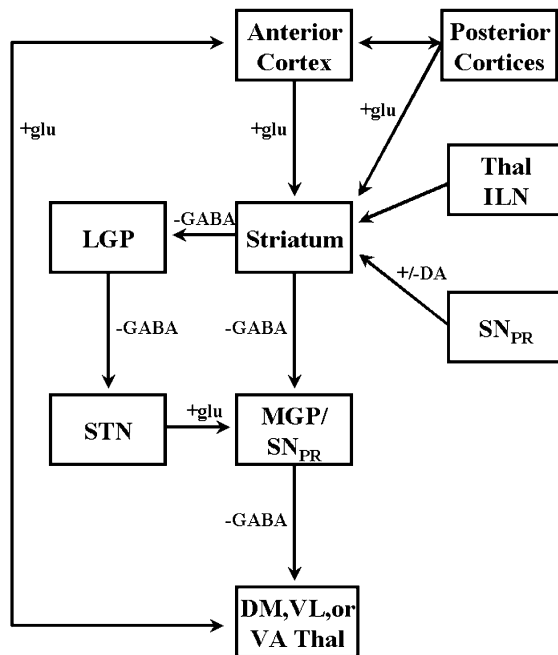 Anterior
Cortex
Posterior
Cortices
+glu
+glu
+glu
Thal
ILN
-GABA
LGP
Striatum
+/-DA
SNPR
-GABA
-GABA
STN
+glu
MGP/
SNPR
-GABA
DM,VL,or
VA Thal